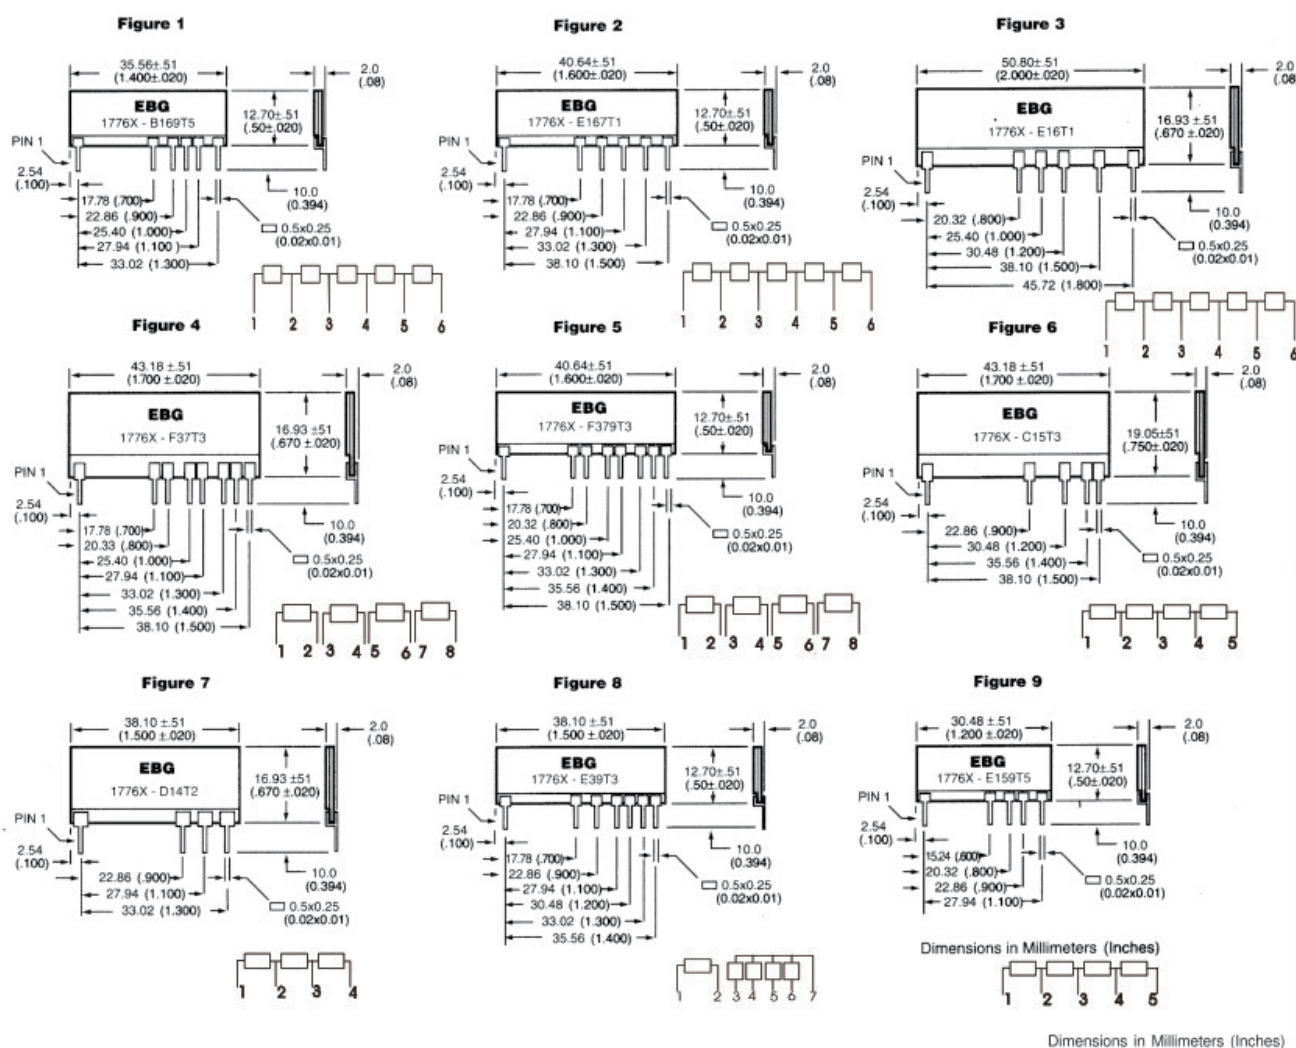 Figure 1
35.56±.51
(1.400±.020)
2.0
(.08)
EBG
1776X - B169T5
12.70±.51
(.50±.020)
PIN 1
2.54
(.100)
10.0
(0.394)
17.78 (.700)
22.86 (.900)
25.40 (1.000)
27.94 (1.100)
33.02 (1.300)
0.5x0.25
(0.02x0.01)
1 2 3 4 5 6
Figure 2
40.64±.51
(1.600±.020)
2.0
(.08)
EBG
1776X - E167T1
12.70±.51
(.50±.020)
PIN 1
2.54
(.100)
10.0
(0.394)
17.78 (.700)
22.86 (.900)
27.94 (1.100)
33.02 (1.300)
38.10 (1.500)
0.5x0.25
(0.02x0.01)
1 2 3 4 5 6
Figure 3
50.80±.51
(2.000±.020)
2.0
(.08)
EBG
1776X - E16T1
16.93 ±51
(.670 ±.020)
PIN 1
2.54
(.100)
10.0
(0.394)
20.32 (.800)
25.40 (1.000)
30.48 (1.200)
38.10 (1.500)
45.72 (1.800)
0.5x0.25
(0.02x0.01)
1 2 3 4 5 6
Figure 4
43.18 ±.51
(1.700 ±.020)
2.0
(.08)
EBG
1776X - F37T3
16.93 ±51
(.670 ±.020)
PIN 1
2.54
(.100)
10.0
(0.394)
17.78 (.700)
20.33 (.800)
25.40 (1.000)
27.94 (1.100)
33.02 (1.300)
35.56 (1.400)
38.10 (1.500)
0.5x0.25
(0.02x0.01)
1 2 3 4 5 6 7 8
Figure 5
40.64±.51
(1.600±.020)
2.0
(.08)
EBG
1776X - F379T3
12.70±.51
(.50±.020)
PIN 1
2.54
(.100)
10.0
(0.394)
17.78 (.700)
20.32 (.800)
25.40 (1.000)
27.94 (1.100)
33.02 (1.300)
35.56 (1.400)
38.10 (1.500)
0.5x0.25
(0.02x0.01)
1 2 3 4 5 6 7 8
Figure 6
43.18 ±.51
(1.700 ±.020)
2.0
(.08)
EBG
1776X - C15T3
19.05±51
(.750±.020)
PIN 1
2.54
(.100)
10.0
(0.394)
22.86 (.900)
30.48 (1.200)
35.56 (1.400)
38.10 (1.500)
0.5x0.25
(0.02x0.01)
1 2 3 4 5
Figure 7
38.10 ±.51
(1.500 ±.020)
2.0
(.08)
EBG
1776X - D14T2
16.93 ±51
(.670 ±.020)
PIN 1
2.54
(.100)
10.0
(0.394)
22.86 (.900)
27.94 (1.100)
33.02 (1.300)
0.5x0.25
(0.02x0.01)
1 2 3 4
Figure 8
38.10 ±.51
(1.500 ±.020)
2.0
(.08)
EBG
1776X - E39T3
12.70±.51
(.50±.020)
PIN 1
2.54
(.100)
10.0
(0.394)
17.78 (.700)
22.86 (.900)
27.94 (1.100)
30.48 (1.200)
33.02 (1.300)
35.56 (1.400)
0.5x0.25
(0.02x0.01)
1 2 3 4 5 6 7
Figure 9
30.48 ±.51
(1.200 ±.020)
2.0
(.08)
EBG
1776X - E159T5
12.70±.51
(.50±.020)
PIN 1
2.54
(.100)
10.0
(0.394)
15.24 (.600)
20.32 (.800)
22.86 (.900)
27.94 (1.100)
0.5x0.25
(0.02x0.01)
Dimensions in Millimeters (Inches)
1 2 3 4 5
Dimensions in Millimeters (Inches)